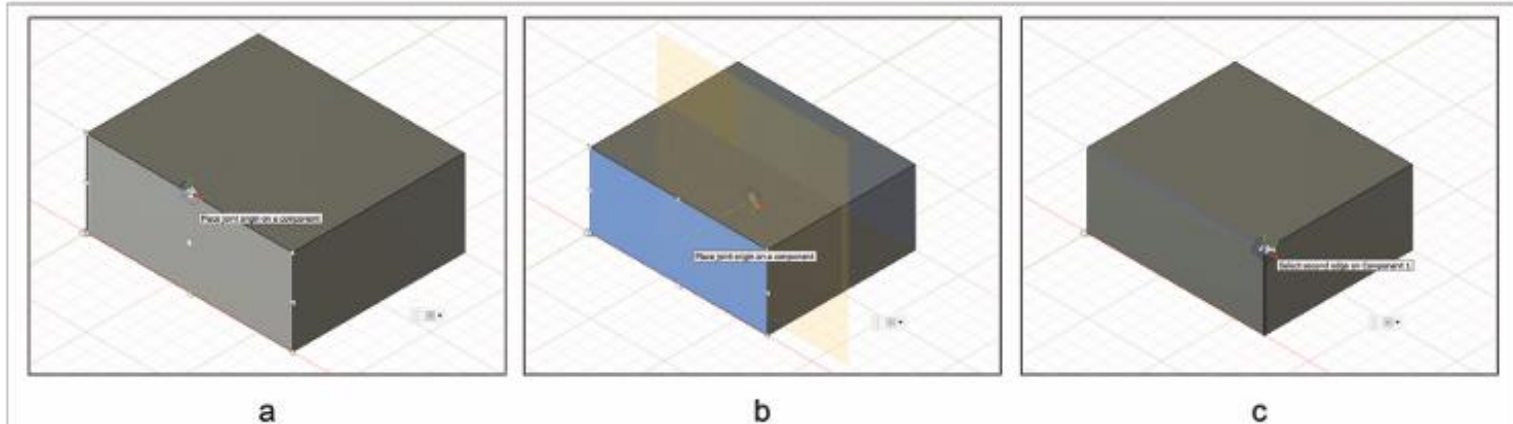 Place joint origin on a component
Place joint origin on a component
Select second edge on Component 1
a
b
c